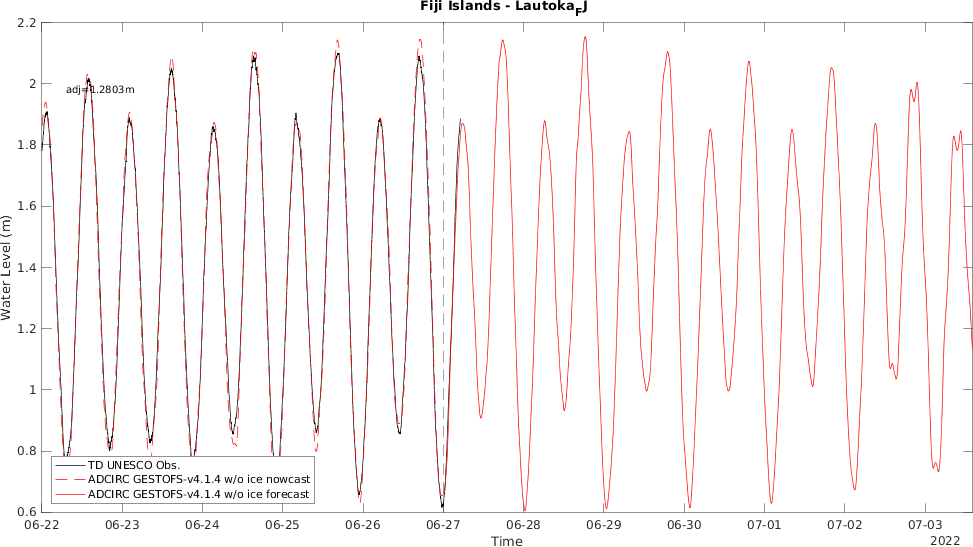 Fiji Islands - Lautoka_FJ
2.2
2
adj=1.2803m
1.8
1.6
1.4
1.2
1
0.8
0.6
Water Level (m)
TD UNESCO Obs.
ADCIRC GESTOFS-v4.1.4 w/o ice nowcast
ADCIRC GESTOFS-v4.1.4 w/o ice forecast
06-22 06-23 06-24 06-25 06-26 06-27 06-28 06-29 06-30 07-01 07-02 07-03
Time
2022